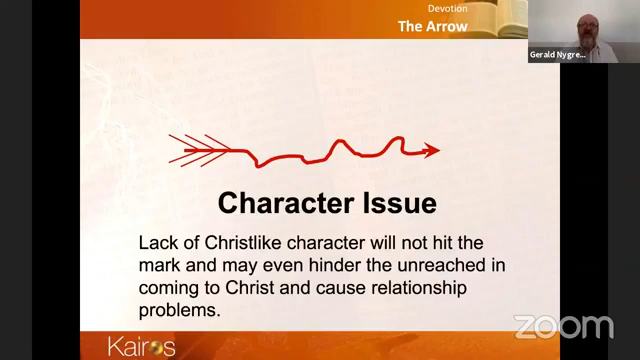 Devotion
The Arrow
Gerald Nygre...
Character Issue
Lack of Christlike character will not hit the
mark and may even hinder the unreached in
coming to Christ and cause relationship
problems.
Kairos
zoom